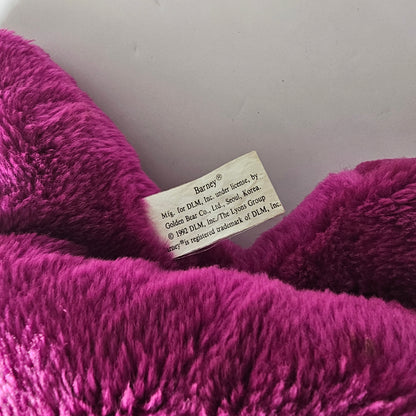 Barney®
Mfg. for DLM, Inc. under license, by
Golden Bear Co., Ltd., Seoul, Korea.
© 1992 DLM, Inc./The Lyons Group
arney® is registered trademark of DLM, Inc.